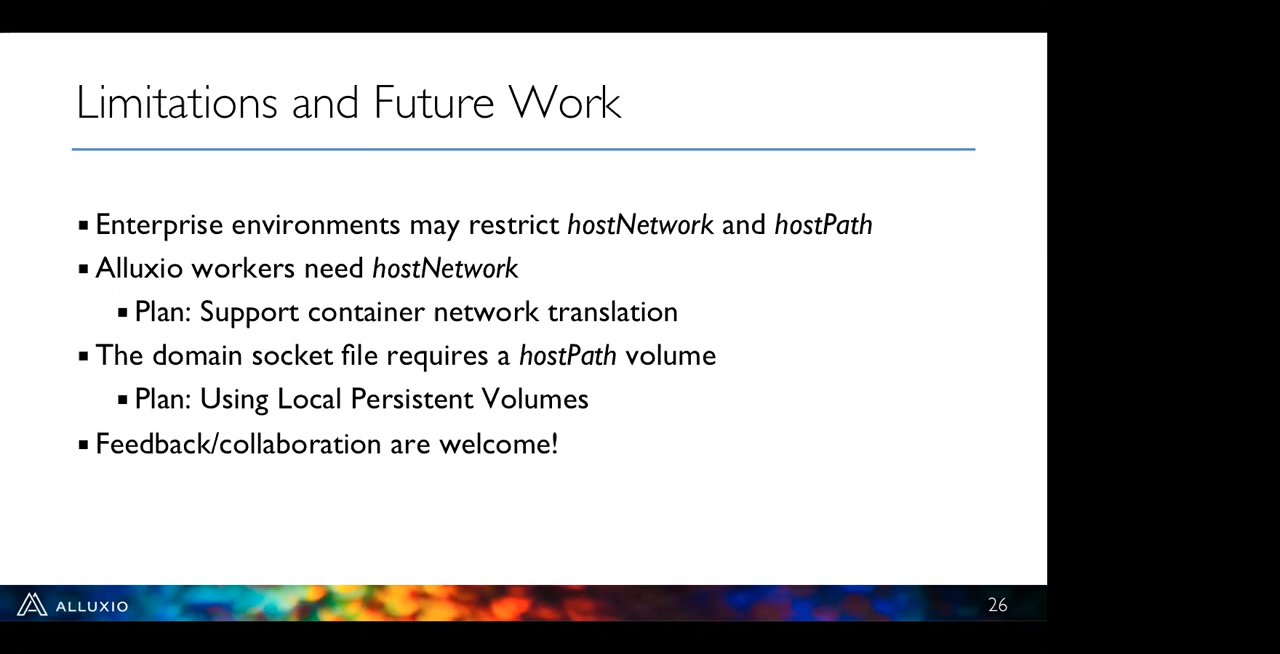 Limitations and Future Work
▪ Enterprise environments may restrict hostNetwork and hostPath
▪ Alluxio workers need hostNetwork
▪ Plan: Support container network translation
▪ The domain socket file requires a hostPath volume
▪ Plan: Using Local Persistent Volumes
▪ Feedback/collaboration are welcome!
ALLUXIO
26